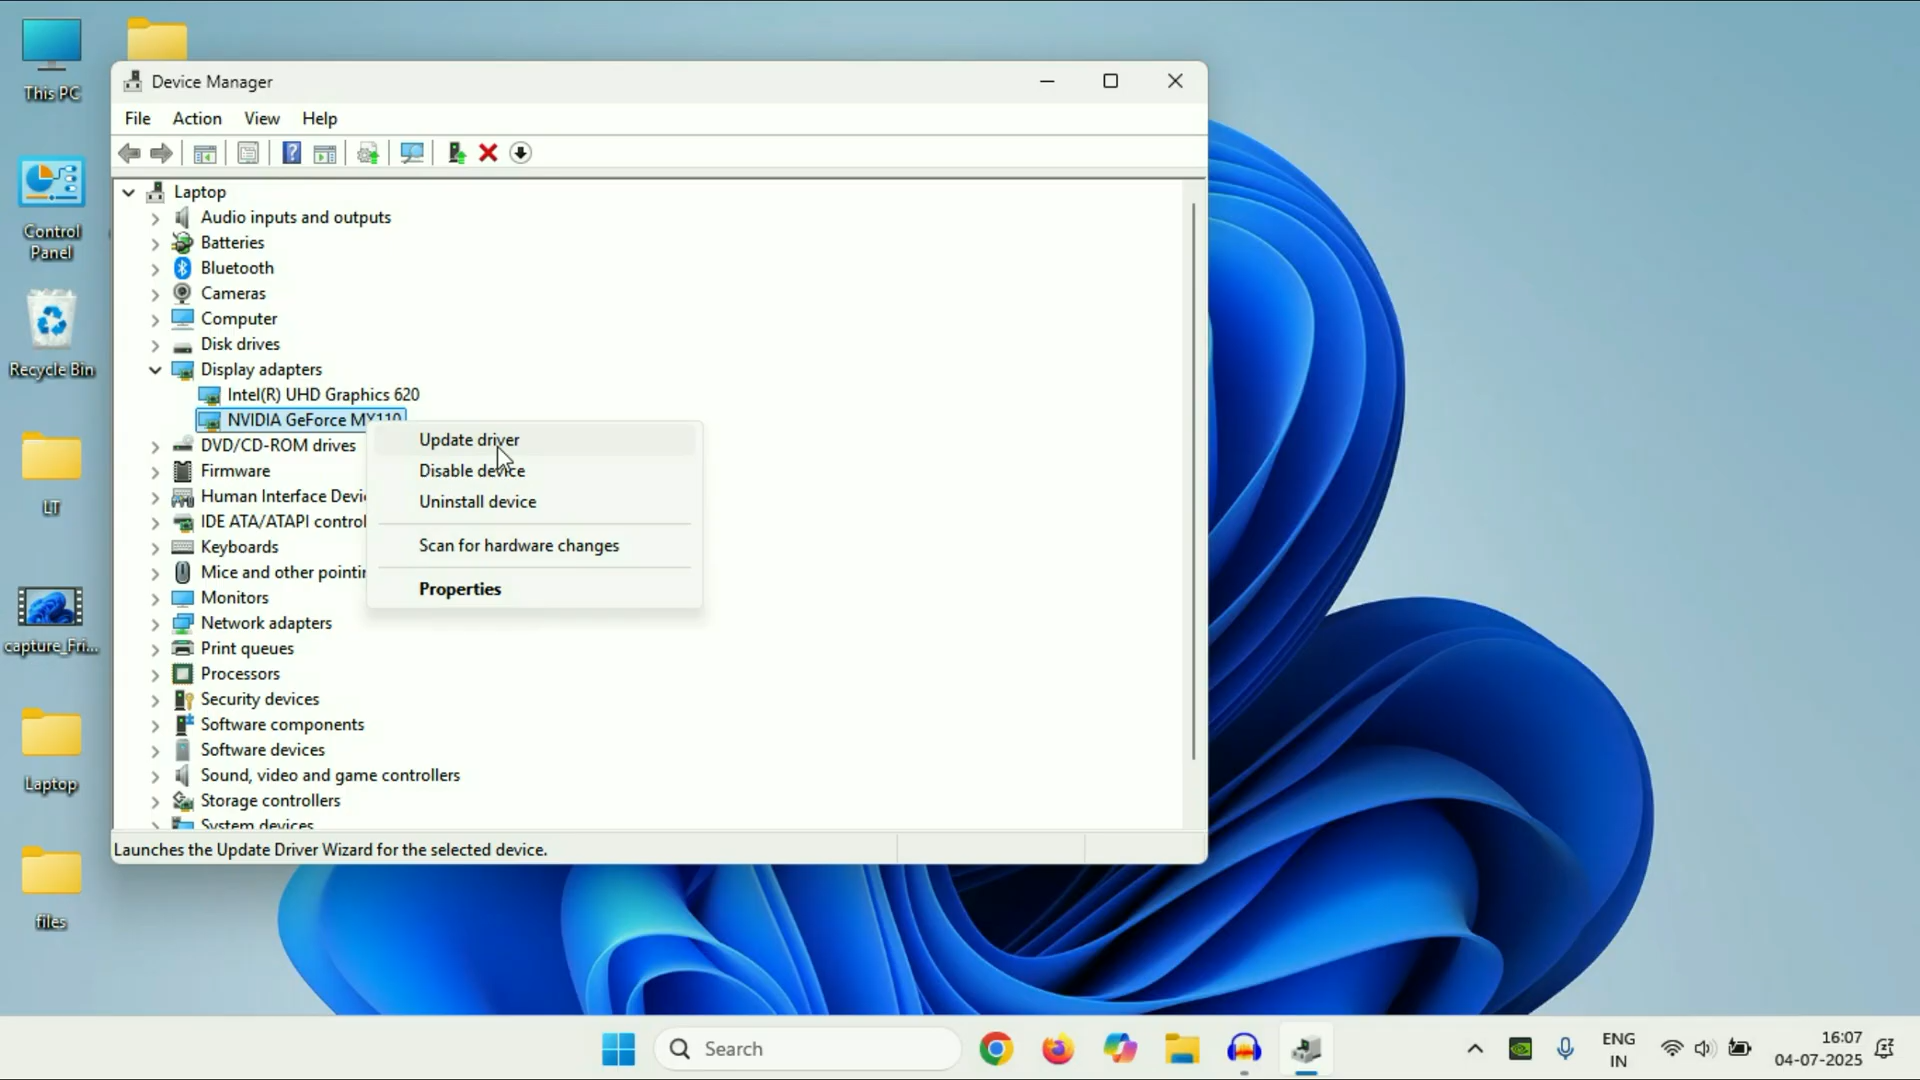 This PC
Control
Panel
Recycle Bin
LT
capture_Fri...
Laptop
files
Device Manager
File Action View Help
Laptop
Audio inputs and outputs
Batteries
Bluetooth
Cameras
Computer
Disk drives
Display adapters
Intel(R) UHD Graphics 620
NVIDIA GeForce MX110
DVD/CD-ROM drives
Firmware
Human Interface Devi
IDE ATA/ATAPI control
Keyboards
Mice and other pointin
Monitors
Network adapters
Print queues
Processors
Security devices
Software components
Software devices
Sound, video and game controllers
Storage controllers
System devices
Update driver
Disable device
Uninstall device
Scan for hardware changes
Properties
Launches the Update Driver Wizard for the selected device.
Search
ENG
IN
16:07
04-07-2025